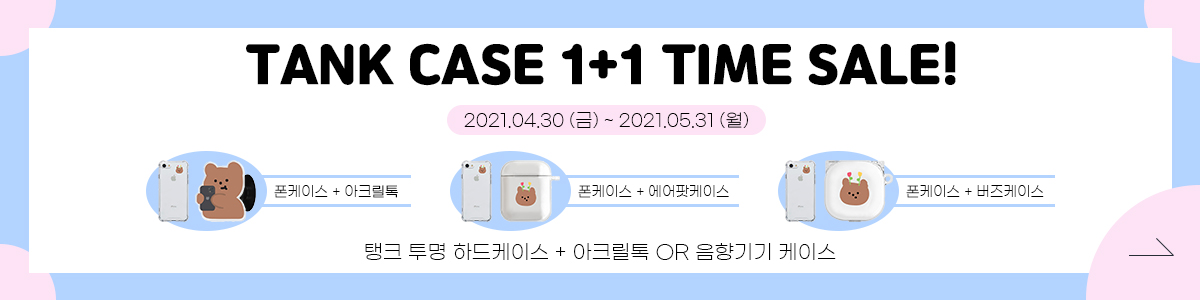 TANK CASE 1+1 TIME SALE!
2021.04.30 (금) ~ 2021.05.31 (월)
폰케이스 + 아크릴톡
폰케이스 + 에어팟케이스
폰케이스 + 버즈케이스
탱크 투명 하드케이스 + 아크릴톡 OR 음향기기 케이스